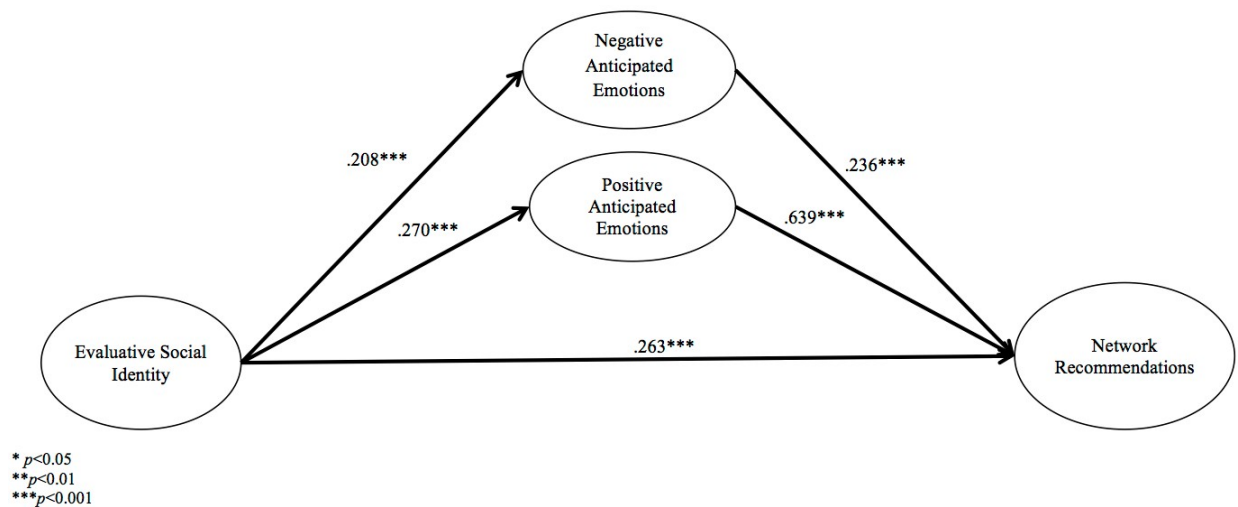 Negative
Anticipated
Emotions
.208***
.236***
Positive
Anticipated
Emotions
.270***
.639***
Evaluative Social
Identity
.263***
Network
Recommendations
* p<0.05
**p<0.01
***p<0.001